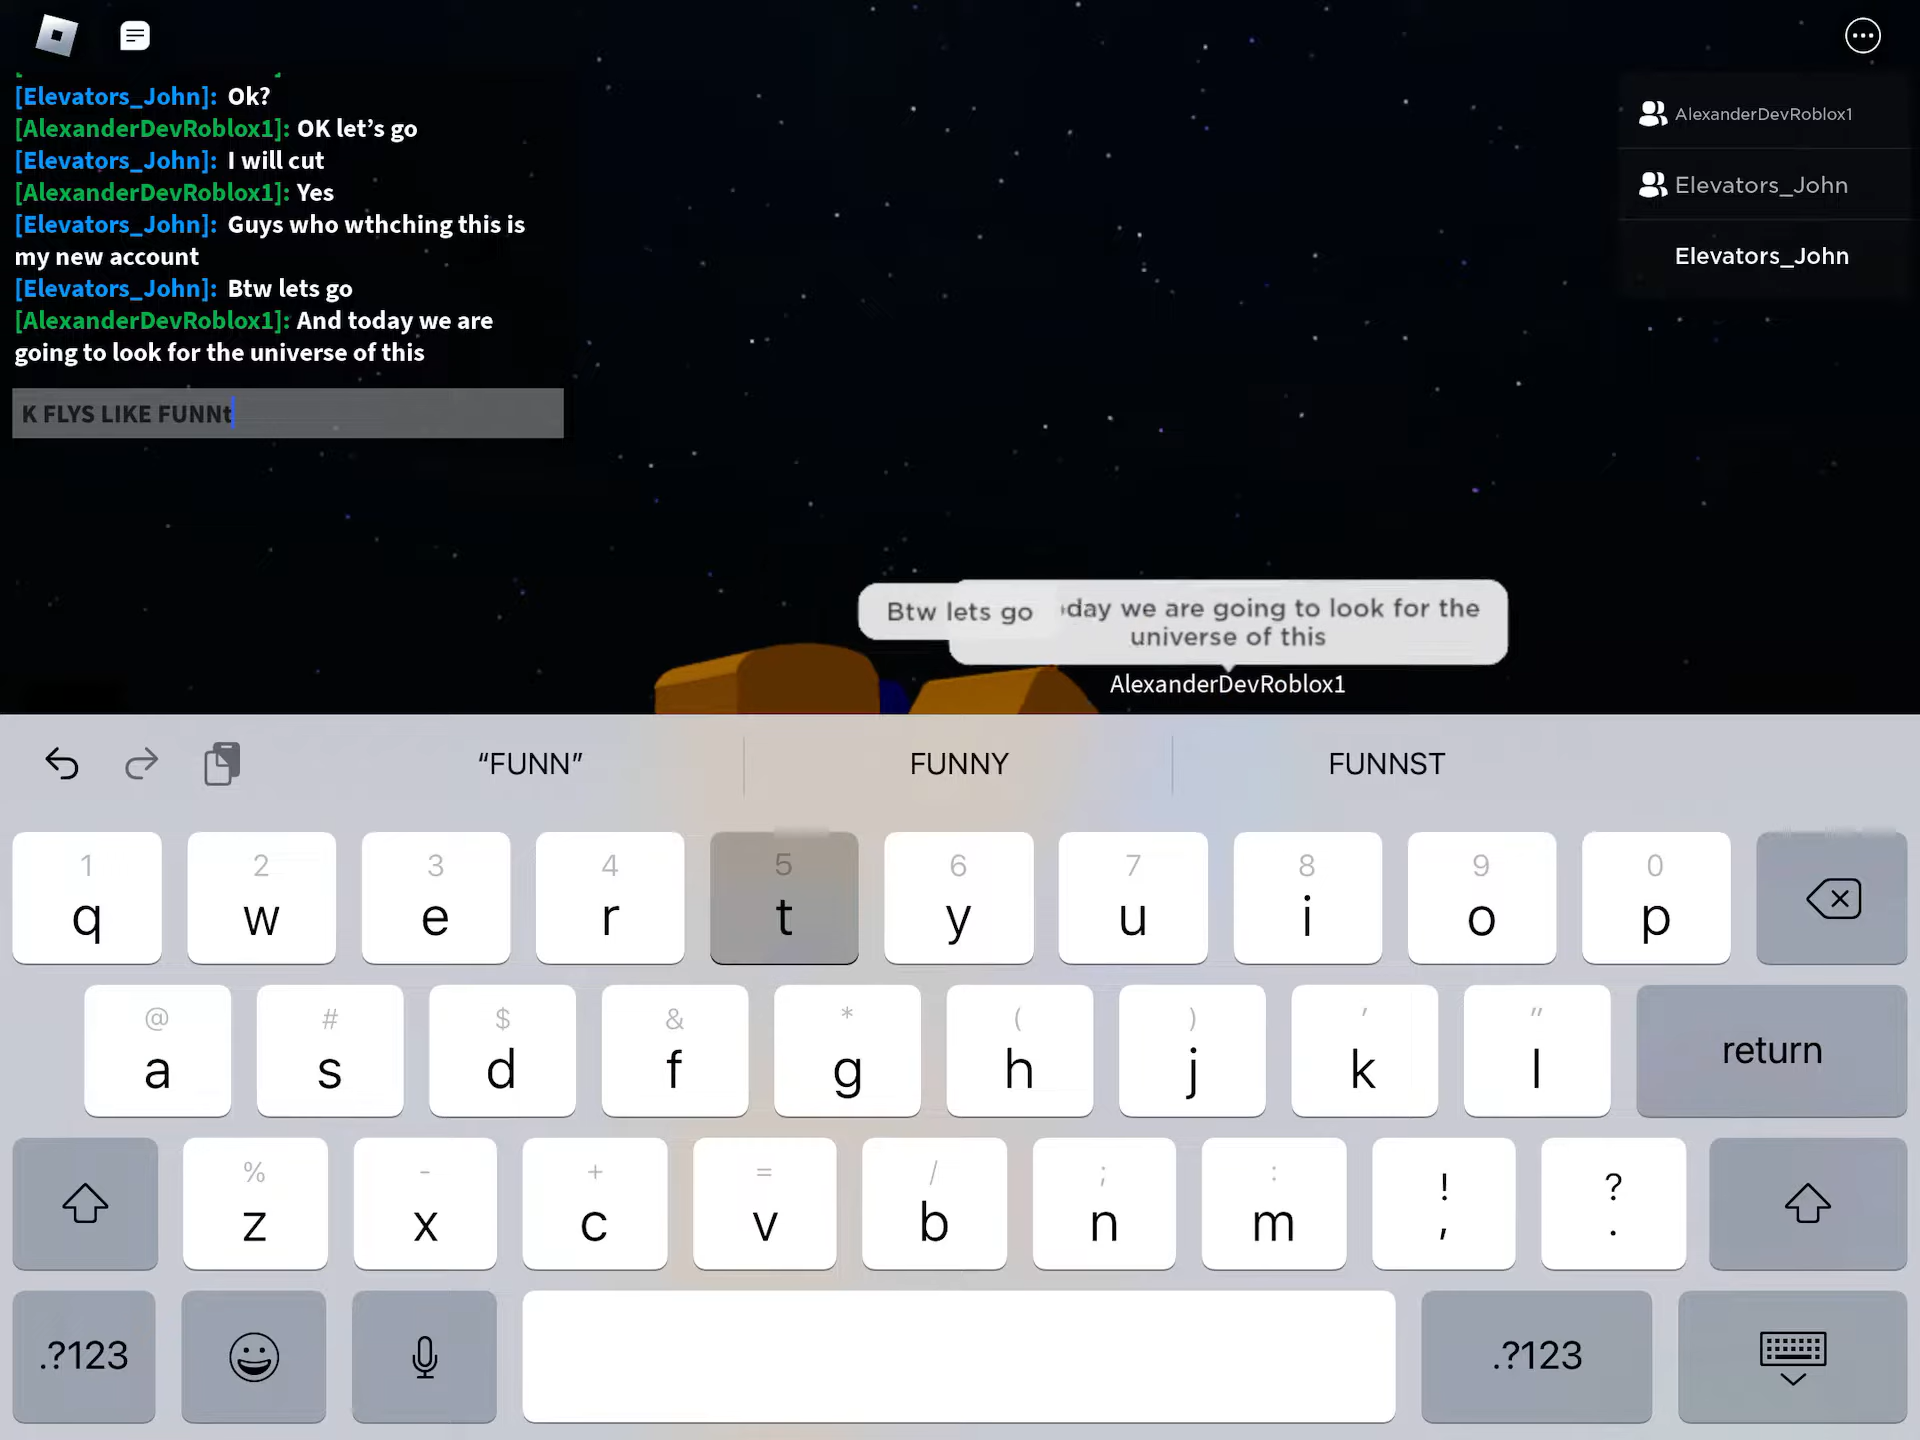 [Elevators_John]: Ok?
[AlexanderDevRoblox1]: OK let’s go
[Elevators_John]: I will cut
[AlexanderDevRoblox1]: Yes
[Elevators_John]: Guys who wthching this is
my new account
[Elevators_John]: Btw lets go
[AlexanderDevRoblox1]: And today we are
going to look for the universe of this
K FLYS LIKE FUNNt
AlexanderDevRoblox1
Elevators_John
Elevators_John
Btw lets go
day we are going to look for the
universe of this
AlexanderDevRoblox1
“FUNN” FUNNY FUNNST
1 2 3 4 5 6 7 8 9 0
q w e r t y u i o p
@ # $ & * ( ) ' "
a s d f g h j k l return
% - + = / ; : ! ?
z x c v b n m , .
.?123 .?123